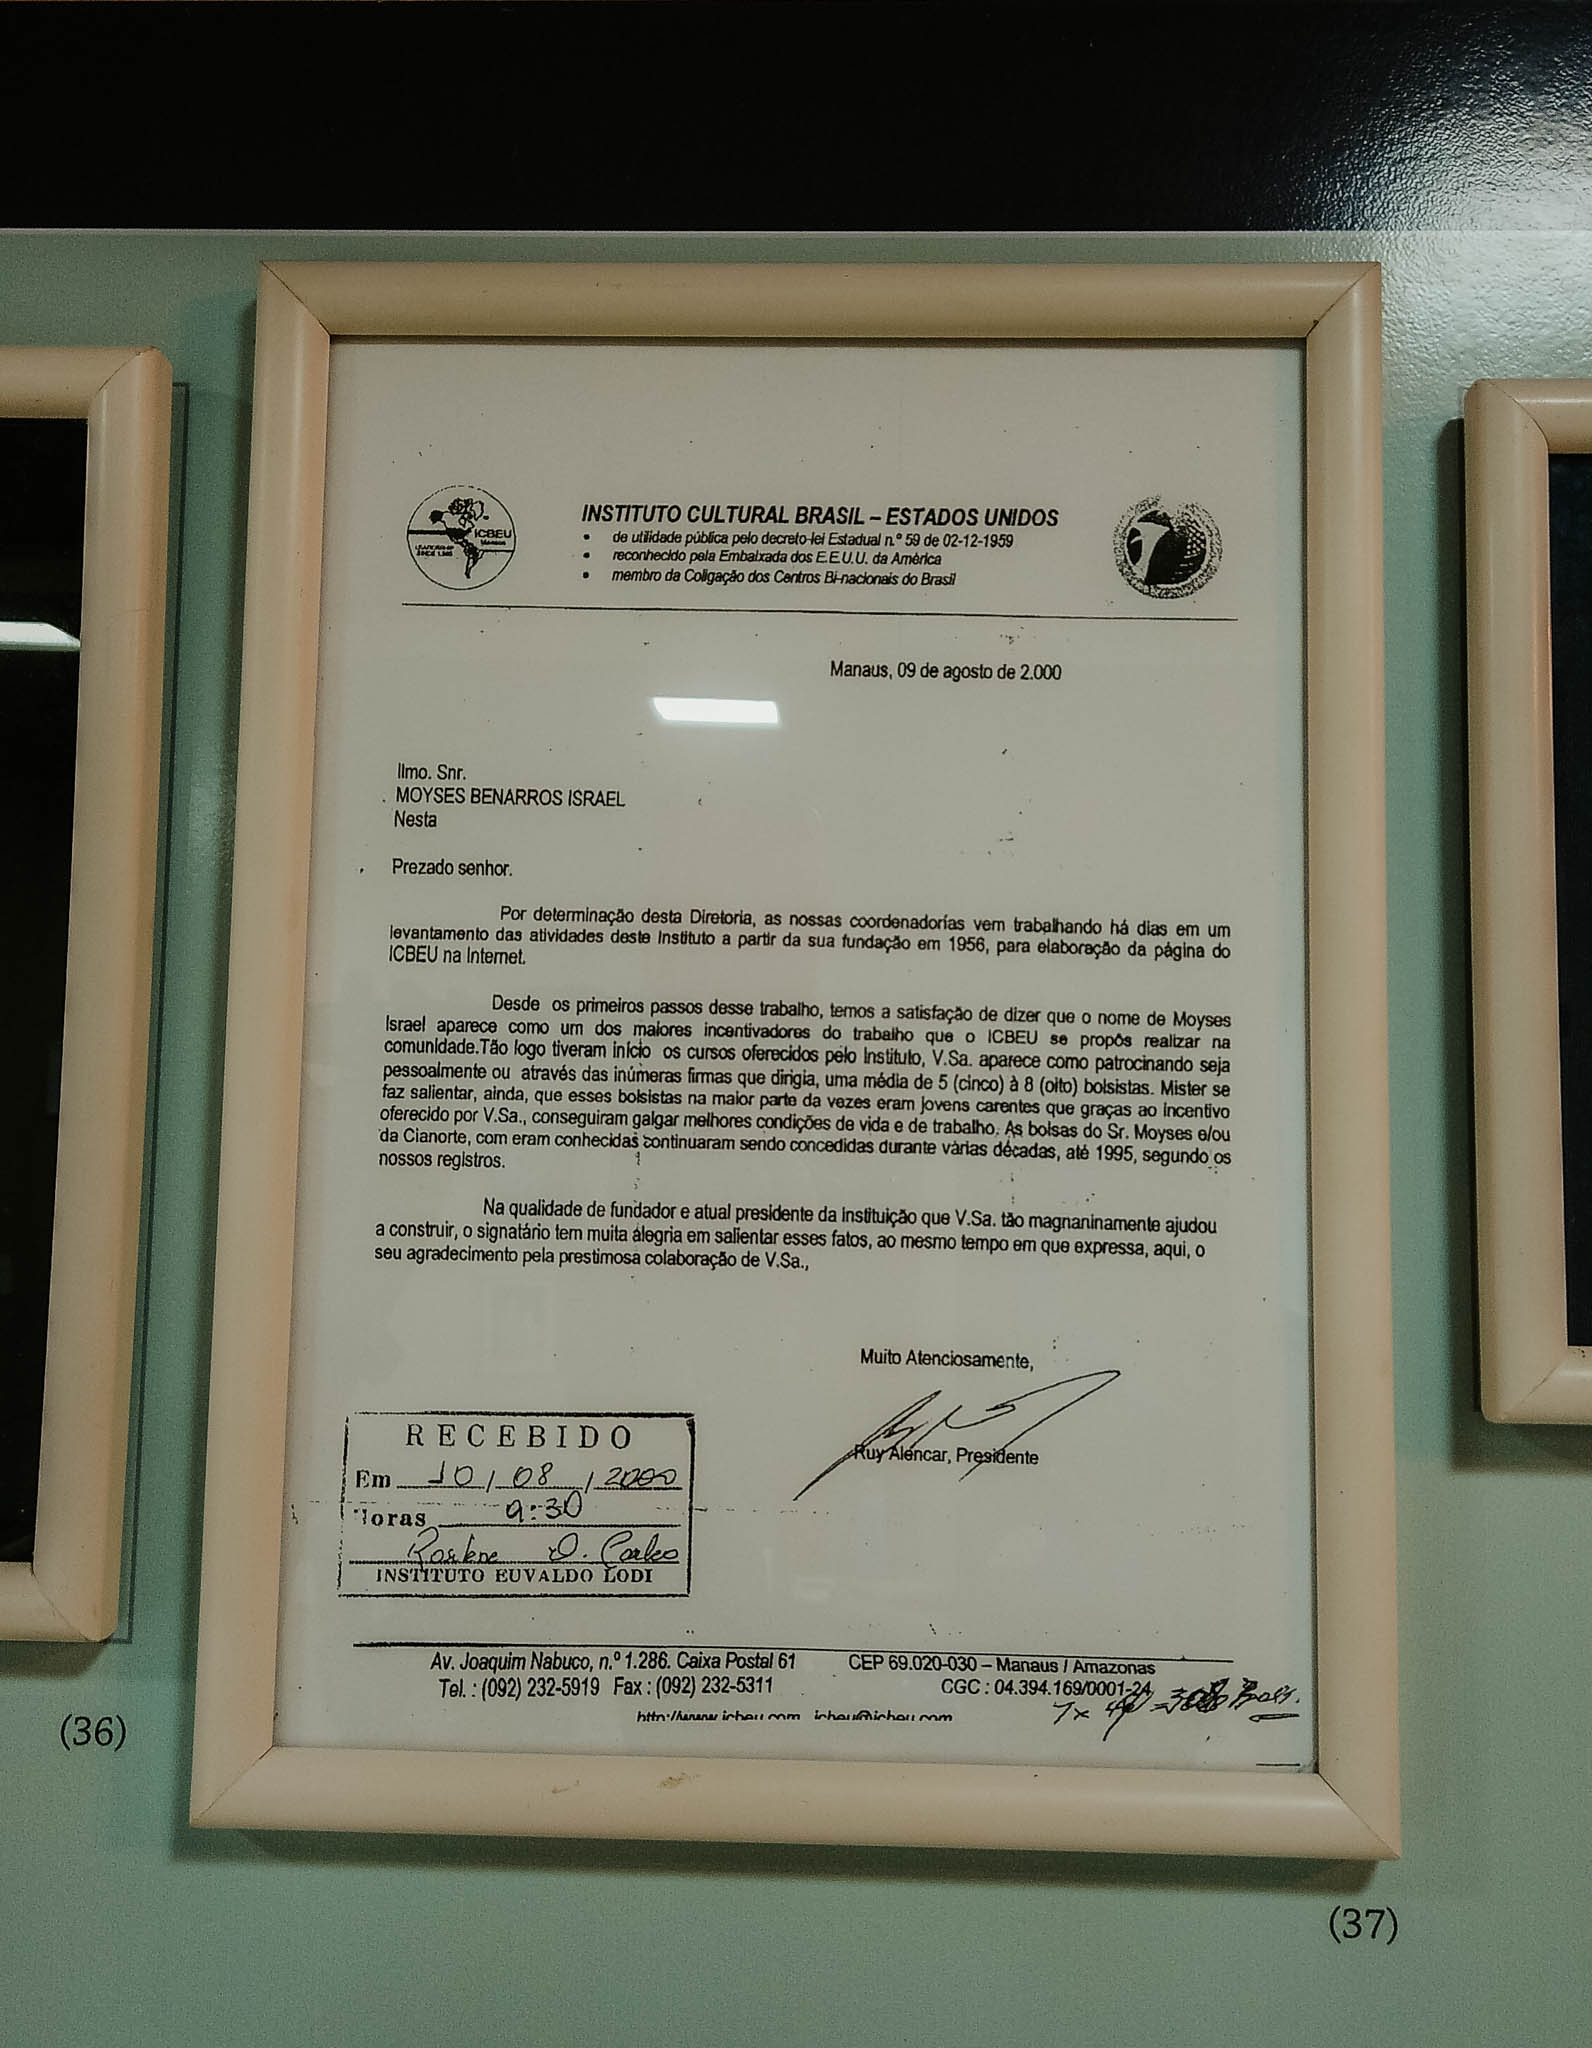 ICBEU
INSTITUTO CULTURAL BRASIL – ESTADOS UNIDOS
• de utilidade pública pelo decreto-lei Estadual n.º 59 de 02-12-1959
• reconhecido pela Embaixada dos E.E.U.U. da América
• membro da Coligação dos Centros Bi-nacionais do Brasil
Manaus, 09 de agosto de 2.000
Ilmo. Snr.
MOYSES BENARROS ISRAEL
Nesta
Prezado senhor.
Por determinação desta Diretoria, as nossas coordenadorías vem trabalhando há dias em um
levantamento das atividades deste Instituto a partir da sua fundação em 1956, para elaboração da página do
ICBEU na Internet.
Desde os primeiros passos desse trabalho, temos a satisfação de dizer que o nome de Moyses
Israel aparece como um dos maiores incentivadores do trabalho que o ICBEU se propôs realizar na
comunidade.Tão logo tiveram início os cursos oferecidos pelo Instituto, V.Sa. aparece como patrocinando seja
pessoalmente ou através das inúmeras firmas que dirigia, uma média de 5 (cinco) à 8 (oito) bolsistas. Mister se
faz salientar, ainda, que esses bolsistas na maior parte da vezes eram jovens carentes que graças ao incentivo
oferecido por V.Sa., conseguiram galgar melhores condições de vida e de trabalho. As bolsas do Sr. Moyses e/ou
da Cianorte, com eram conhecidas continuaram sendo concedidas durante várias décadas, até 1995, segundo os
nossos registros.
Na qualidade de fundador e atual presidente da instituição que V.Sa. tão magnaninamente ajudou
a construir, o signatário tem muita alegria em salientar esses fatos, ao mesmo tempo em que expressa, aqui, o
seu agradecimento pela prestimosa colaboração de V.Sa.,
Muito Atenciosamente,
Ruy Alencar, Presidente
RECEBIDO
Em 10/08/2000
Horas 9:30
INSTITUTO EUVALDO LODI
Av. Joaquim Nabuco, n.º 1.286. Caixa Postal 61 CEP 69.020-030 – Manaus / Amazonas
Tel. : (092) 232-5919 Fax : (092) 232-5311 CGC : 04.394.169/0001-24
http://www.icbeu.com icbeu@icbeu.com
(36)
(37)